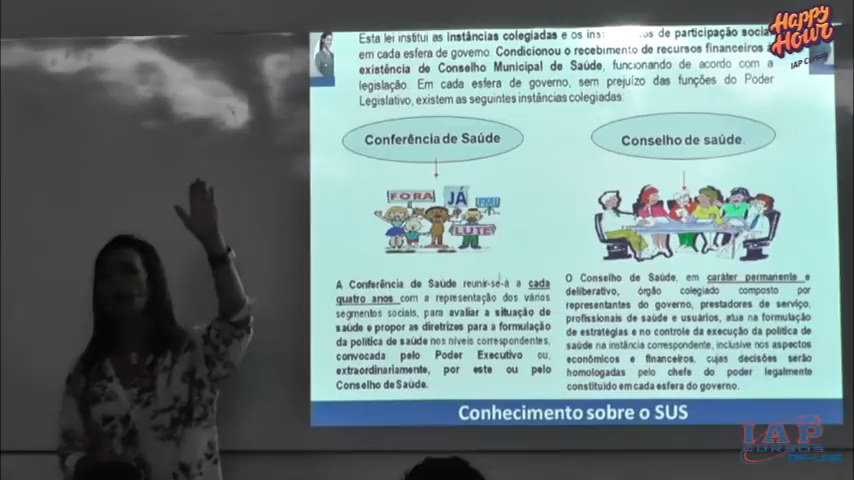 HAPPY
HOUR
IAP Cursos
Esta lei institui as Instâncias colegiadas e os de participação social
em cada esfera de governo. Condicionou o recebimento de recursos financeiros à
existência de Conselho Municipal de Saúde, funcionando de acordo com a
legislação. Em cada esfera de governo, sem prejuízo das funções do Poder
Legislativo, existem as seguintes instâncias colegiadas:
Conferência de Saúde
Conselho de saúde.
FORA
JÁ
FMI
LUTE
A Conferência de Saúde reunir-se-á a cada
quatro anos com a representação dos vários
segmentos sociais, para avaliar a situação de
saúde e propor as diretrizes para a formulação
da política de saúde nos níveis correspondentes,
convocada pelo Poder Executivo ou,
extraordinariamente, por este ou pelo
Conselho de Saúde.
O Conselho de Saúde, em caráter permanente e
deliberativo, órgão colegiado composto por
representantes do governo, prestadores de serviço,
profissionais de saúde e usuários, atua na formulação
de estratégias e no controle da execução da política de
saúde na instância correspondente, inclusive nos aspectos
econômicos e financeiros, cujas decisões serão
homologadas pelo chefe do poder legalmente
constituído em cada esfera do governo.
Conhecimento sobre o SUS
IAP
CURSOS
ON-LINE